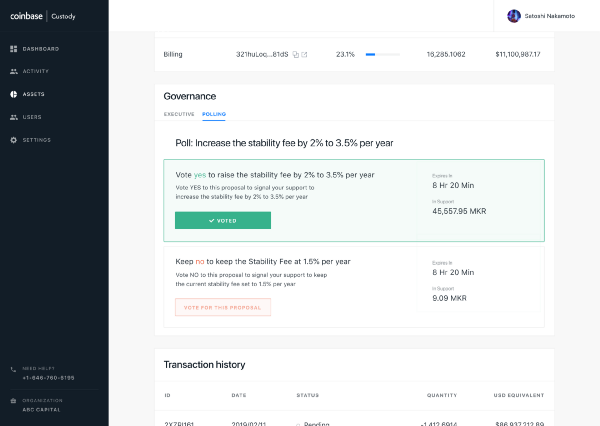 coinbase | Custody
Satoshi Nakamoto
DASHBOARD
ACTIVITY
ASSETS
USERS
SETTINGS
NEED HELP?
+1-646-760-8195
ORGANIZATION
ABC CAPITAL
Billing 321huLoq...81dS 23.1% 16,285.1062 $11,100,987.17
Governance
EXECUTIVE POLLING
Poll: Increase the stability fee by 2% to 3.5% per year
Vote yes to raise the stability fee by 2% to 3.5% per year
Vote YES to this proposal to signal your support to
increase the stability fee by 2% to 3.5% per year
VOTED
Expires In
8 Hr 20 Min
In Support
45,557.95 MKR
Keep no to keep the Stability Fee at 1.5% per year
Vote NO to this proposal to signal your support to keep
the current stability fee set to 1.5% per year
VOTE FOR THIS PROPOSAL
Expires In
8 Hr 20 Min
In Support
9.09 MKR
Transaction history
ID DATE STATUS QUANTITY USD EQUIVALENT
2019/02/11 Pending -1,412.6914 $86,932,212.89